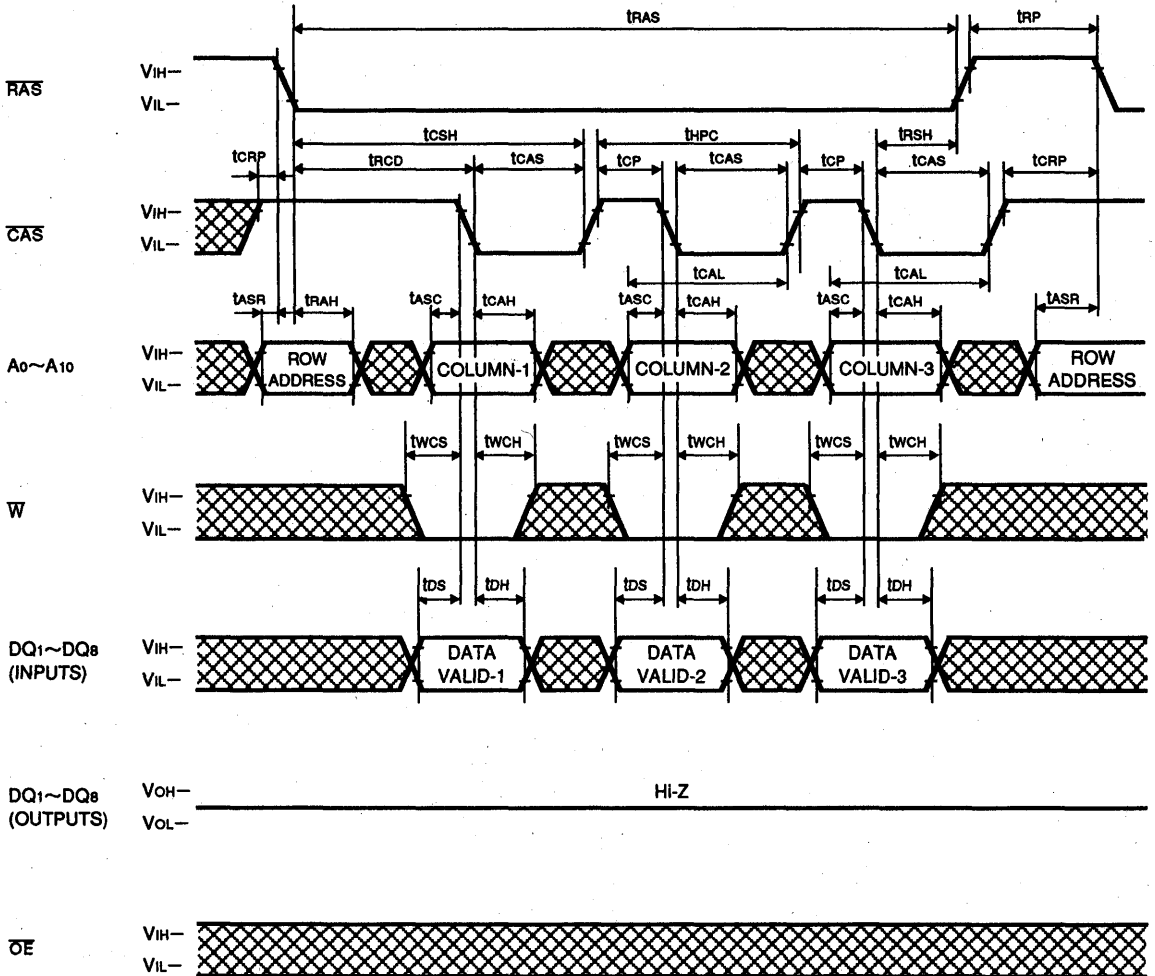 tRAS tRP
RAS VIH VIL
tCSH tHPC tRSH
tCRP tRCD tCAS tCP tCAS tCP tCAS tCRP
CAS VIH VIL
tCAL tCAL
tASR tRAH tASC tCAH tASC tCAH tASC tCAH tASR
A0~A10 VIH VIL
ROW ADDRESS COLUMN-1 COLUMN-2 COLUMN-3 ROW ADDRESS
tWCS tWCH tWCS tWCH tWCS tWCH
W VIH VIL
tDS tDH tDS tDH tDS tDH
DQ1~DQ8 (INPUTS) VIH VIL
DATA VALID-1 DATA VALID-2 DATA VALID-3
DQ1~DQ8 (OUTPUTS) VOH VOL
Hi-Z
OE VIH VIL